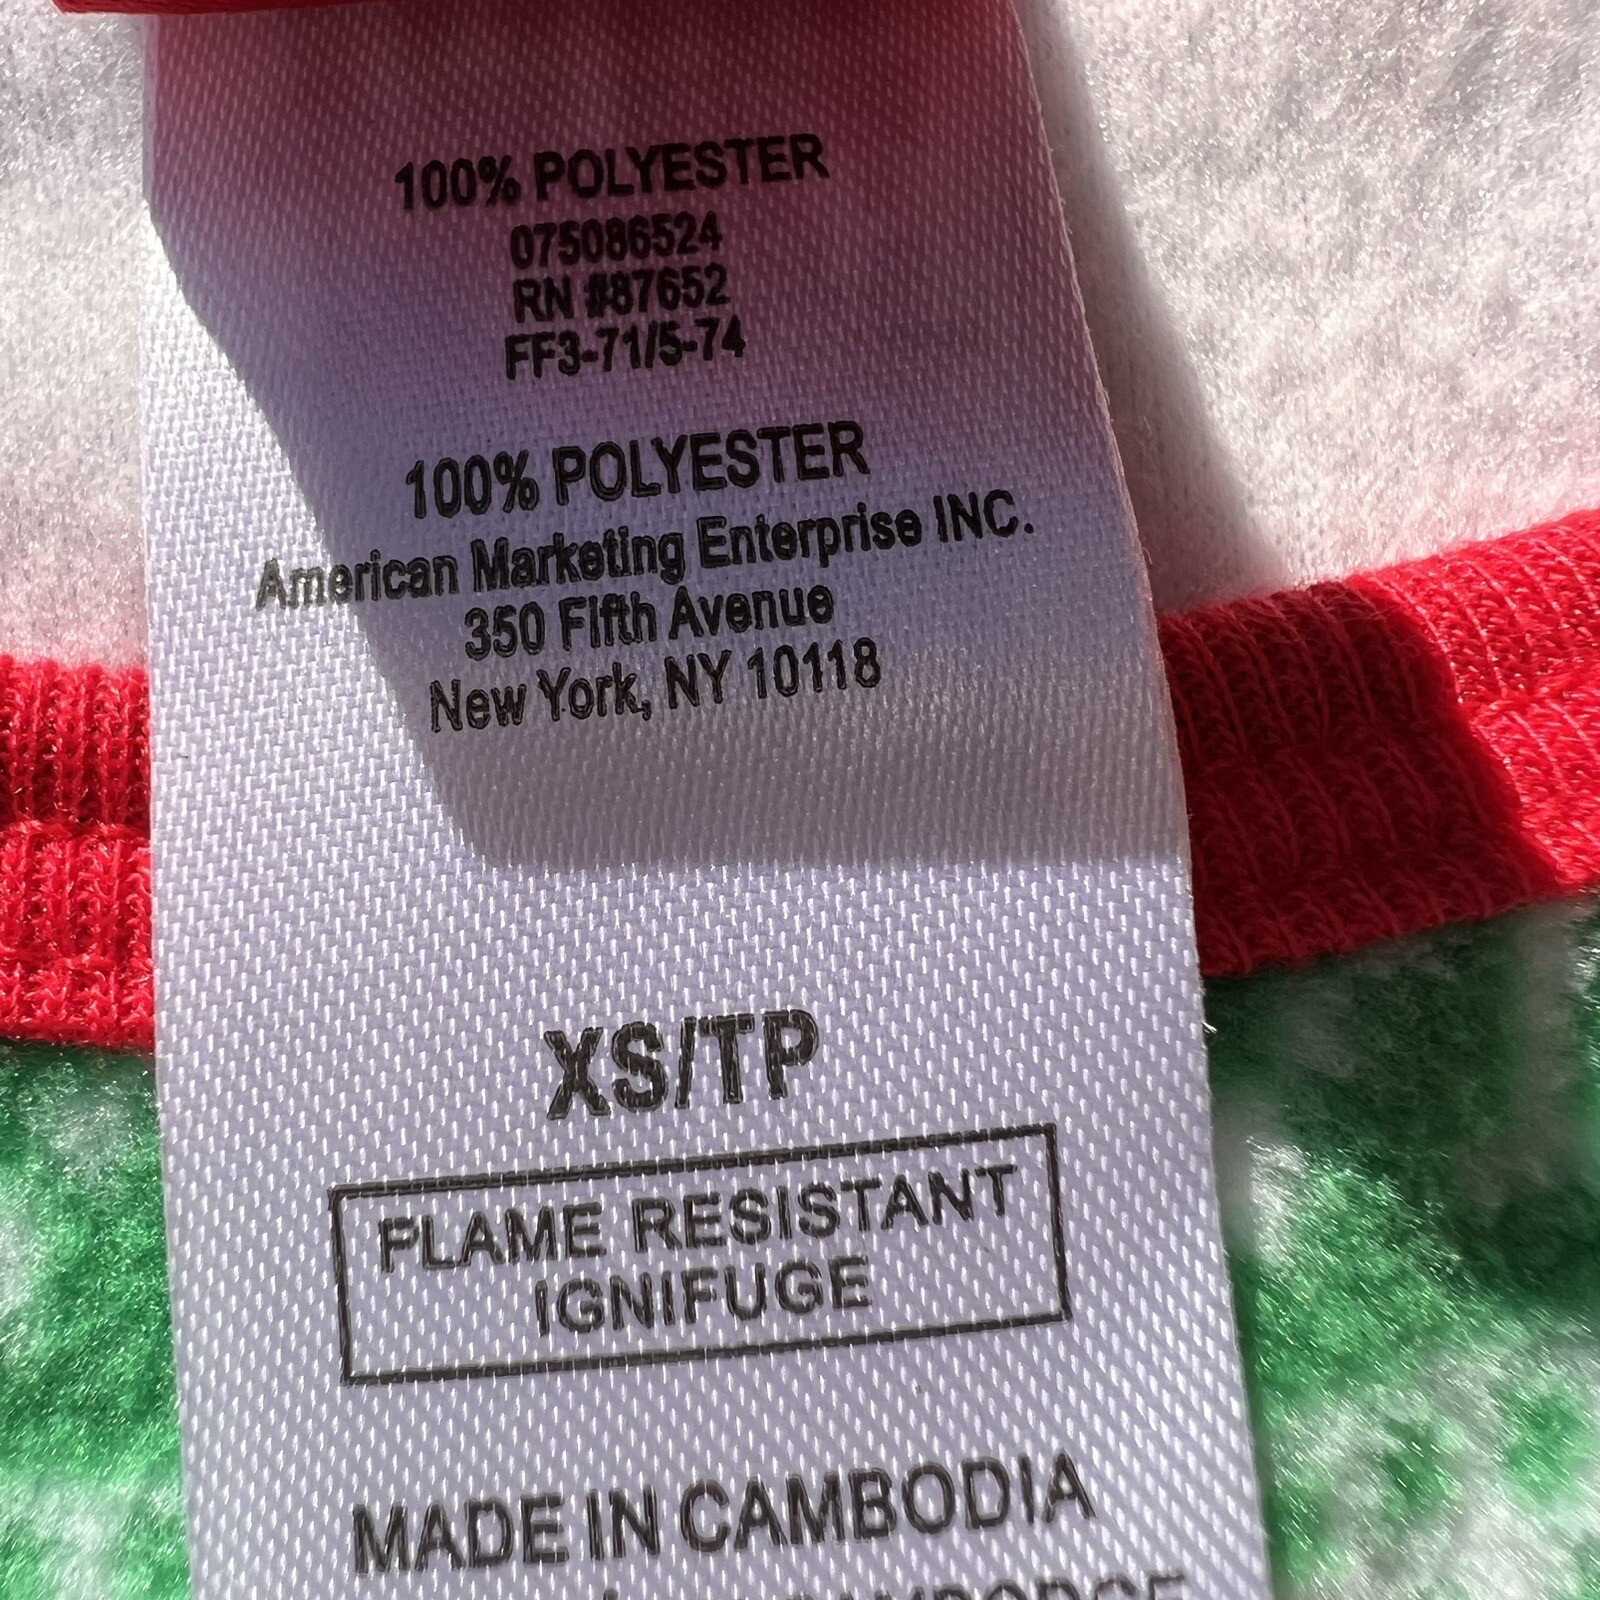 100% POLYESTER
075086524
RN #87652
FF3-71/5-74
100% POLYESTER
American Marketing Enterprise INC.
350 Fifth Avenue
New York, NY 10118
XS/TP
FLAME RESISTANT
IGNIFUGE
MADE IN CAMBODIA